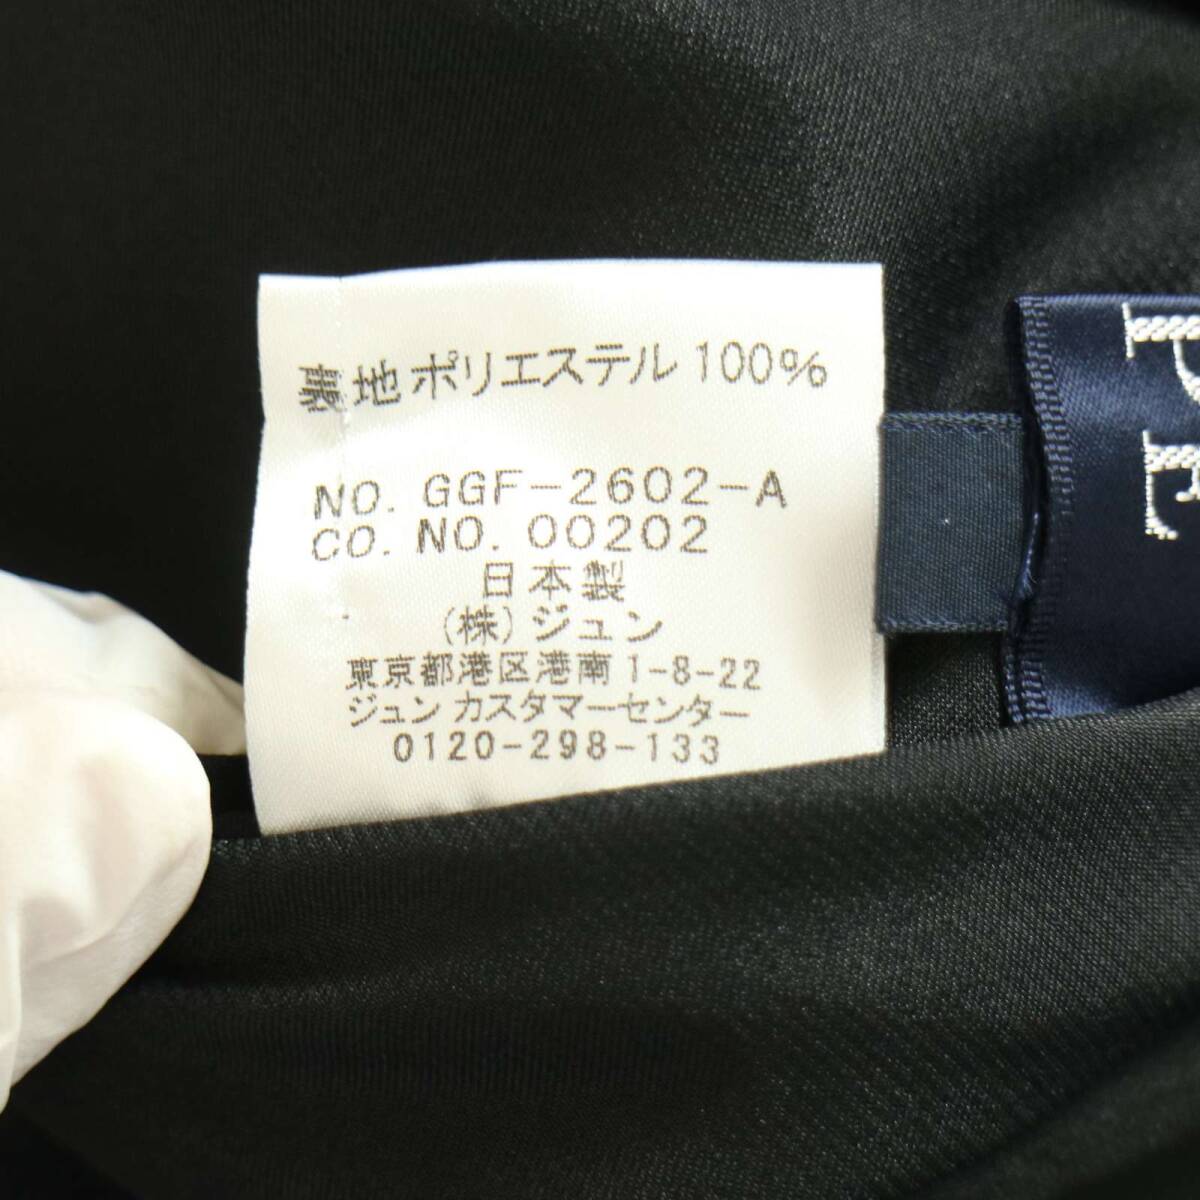 裏地ポリエステル 100%
NO. GGF-2602-A
CO. NO. 00202
日本製
(株) ジュン
東京都港区港南 1-8-22
ジュン カスタマーセンター
0120-298-133
PE